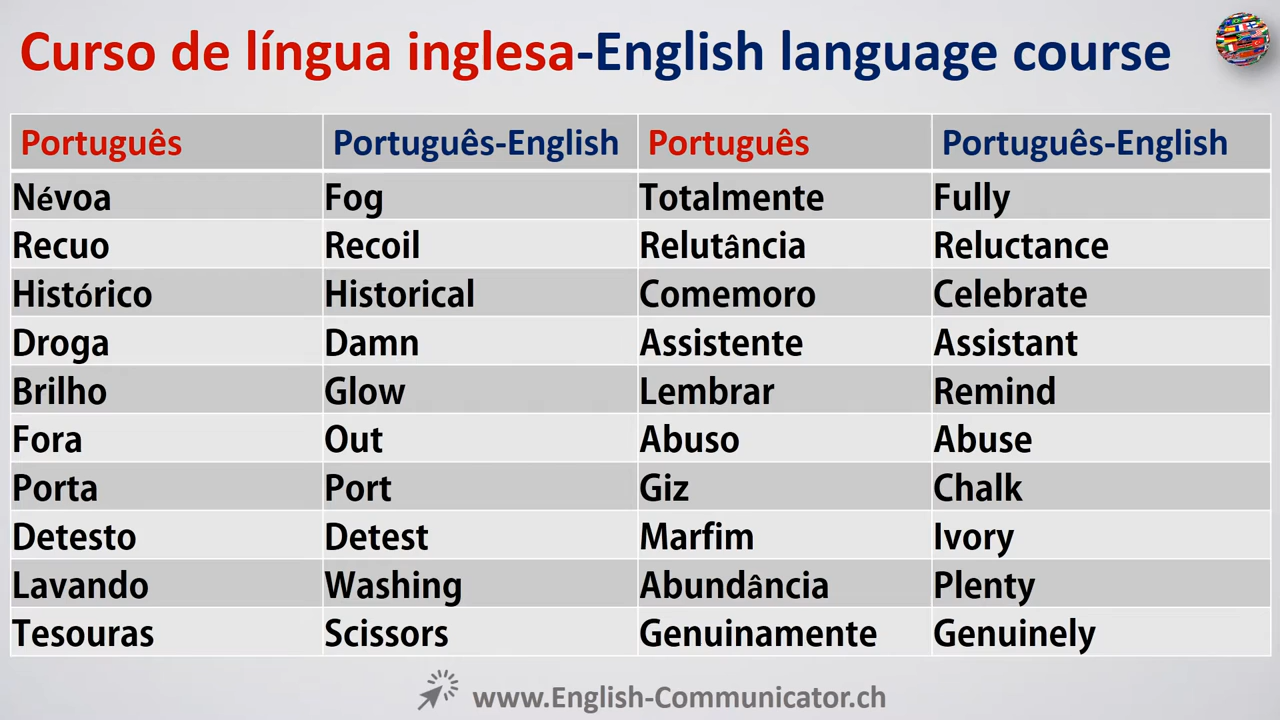 Curso de língua inglesa-English language course
Português Português-English Português Português-English
Névoa Fog Totalmente Fully
Recuo Recoil Relutância Reluctance
Histórico Historical Comemoro Celebrate
Droga Damn Assistente Assistant
Brilho Glow Lembrar Remind
Fora Out Abuso Abuse
Porta Port Giz Chalk
Detesto Detest Marfim Ivory
Lavando Washing Abundância Plenty
Tesouras Scissors Genuinamente Genuinely
www.English-Communicator.ch